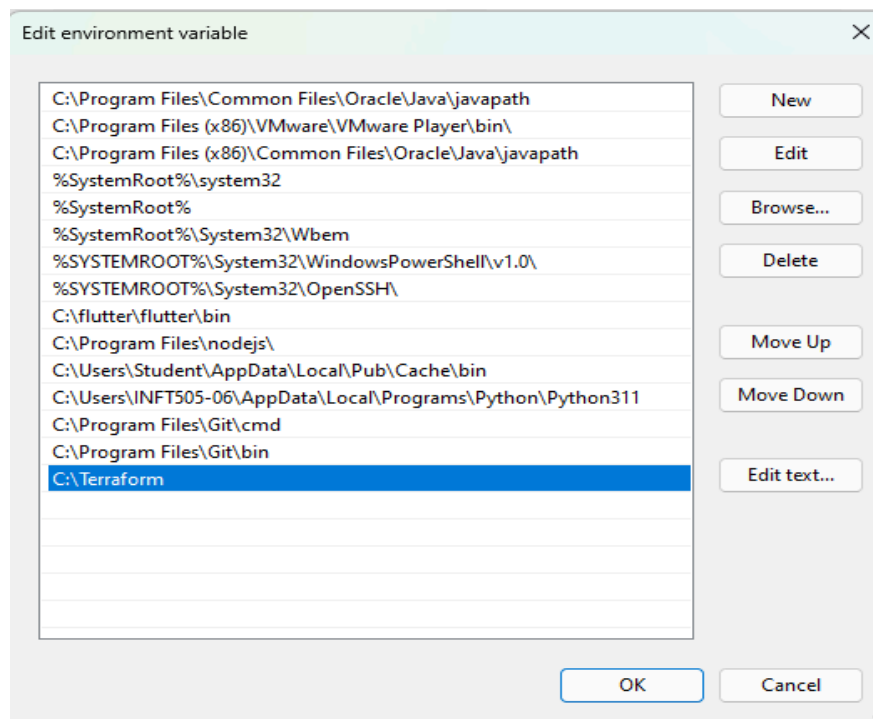 Edit environment variable
C:\Program Files\Common Files\Oracle\Java\javapath
C:\Program Files (x86)\VMware\VMware Player\bin\
C:\Program Files (x86)\Common Files\Oracle\Java\javapath
%SystemRoot%\system32
%SystemRoot%
%SystemRoot%\System32\Wbem
%SYSTEMROOT%\System32\WindowsPowerShell\v1.0\
%SYSTEMROOT%\System32\OpenSSH\
C:\flutter\flutter\bin
C:\Program Files\nodejs\
C:\Users\Student\AppData\Local\Pub\Cache\bin
C:\Users\INFT505-06\AppData\Local\Programs\Python\Python311
C:\Program Files\Git\cmd
C:\Program Files\Git\bin
C:\Terraform
New
Edit
Browse...
Delete
Move Up
Move Down
Edit text...
OK
Cancel